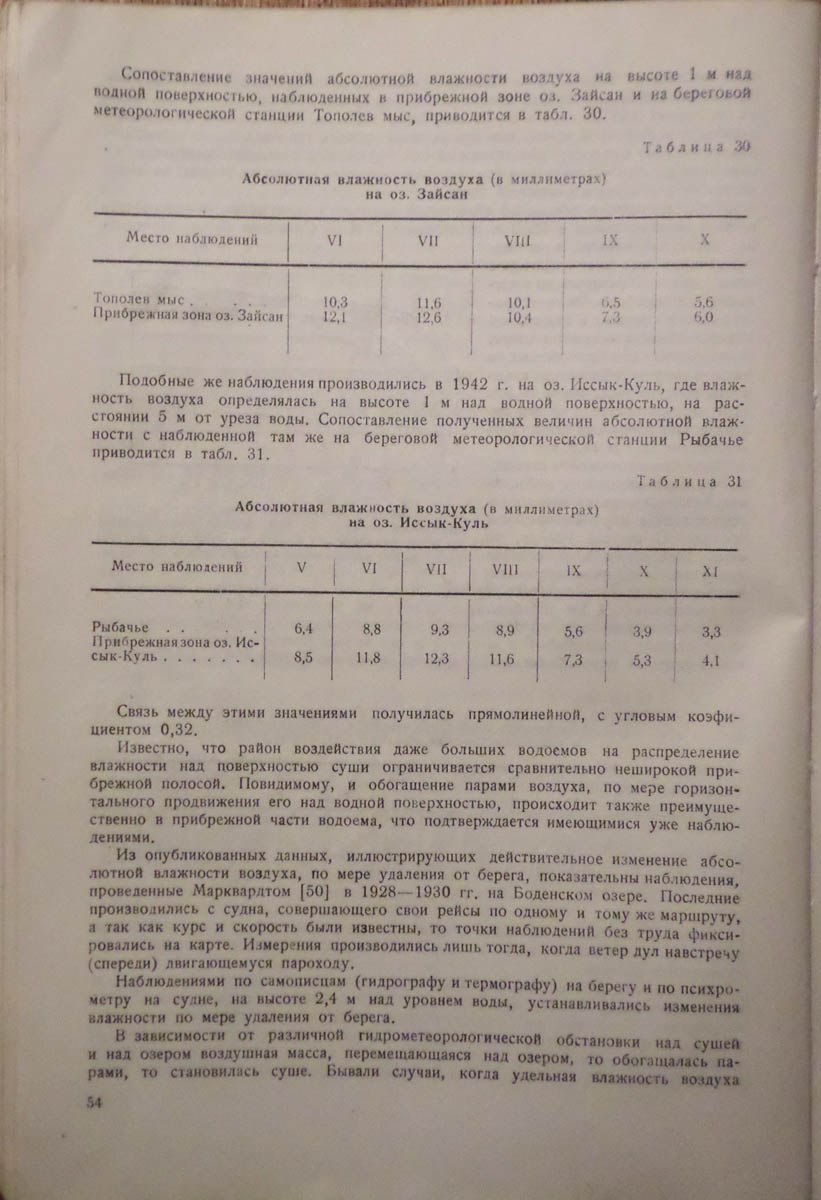 Сопоставление значений абсолютной влажности воздуха на высоте 1 м над
водной поверхностью, наблюденных в прибрежной зоне оз. Зайсан и на береговой
метеорологической станции Тополев мыс, приводится в табл. 30.
Таблица 30
Абсолютная влажность воздуха (в миллиметрах)
на оз. Зайсан
Место наблюдений VI VII VIII IX X
Тополев мыс . . . . 10,3 11,6 10,1 6,5 5,6
Прибрежная зона оз. Зайсан 12,1 12,6 10,4 7,3 6,0
Подобные же наблюдения производились в 1942 г. на оз. Иссык-Куль, где влаж-
ность воздуха определялась на высоте 1 м над водной поверхностью, на рас-
стоянии 5 м от уреза воды. Сопоставление полученных величин абсолютной влаж-
ности с наблюденной там же на береговой метеорологической станции Рыбачье
приводится в табл. 31.
Таблица 31
Абсолютная влажность воздуха (в миллиметрах)
на оз. Иссык-Куль
Место наблюдений V VI VII VIII IX X XI
Рыбачье . . . . 6,4 8,8 9,3 8,9 5,6 3,9 3,3
Прибрежная зона оз. Ис-
сык-Куль . . . . . . . 8,5 11,8 12,3 11,6 7,3 5,3 4,1
Связь между этими значениями получилась прямолинейной, с угловым коэфи-
циентом 0,32.
Известно, что район воздействия даже больших водоемов на распределение
влажности над поверхностью суши ограничивается сравнительно неширокой при-
брежной полосой. Повидимому, и обогащение парами воздуха, по мере горизон-
тального продвижения его над водной поверхностью, происходит также преимуще-
ственно в прибрежной части водоема, что подтверждается имеющимися уже наблю-
дениями.
Из опубликованных данных, иллюстрирующих действительное изменение абсо-
лютной влажности воздуха, по мере удаления от берега, показательны наблюдения,
проведенные Марквардтом [50] в 1928—1930 гг. на Боденском озере. Последние
производились с судна, совершающего свои рейсы по одному и тому же маршруту,
а так как курс и скорость были известны, то точки наблюдений без труда фикси-
ровались на карте. Измерения производились лишь тогда, когда ветер дул навстречу
(спереди) двигающемуся пароходу.
Наблюдениями по самописцам (гидрографу и термографу) на берегу и по психро-
метру на судне, на высоте 2,4 м над уровнем воды, устанавливались изменения
влажности по мере удаления от берега.
В зависимости от различной гидрометеорологической обстановки над сушей
и над озером воздушная масса, перемещающаяся над озером, то обогащалась па-
рами, то становилась суше. Бывали случаи, когда удельная влажность воздуха
54